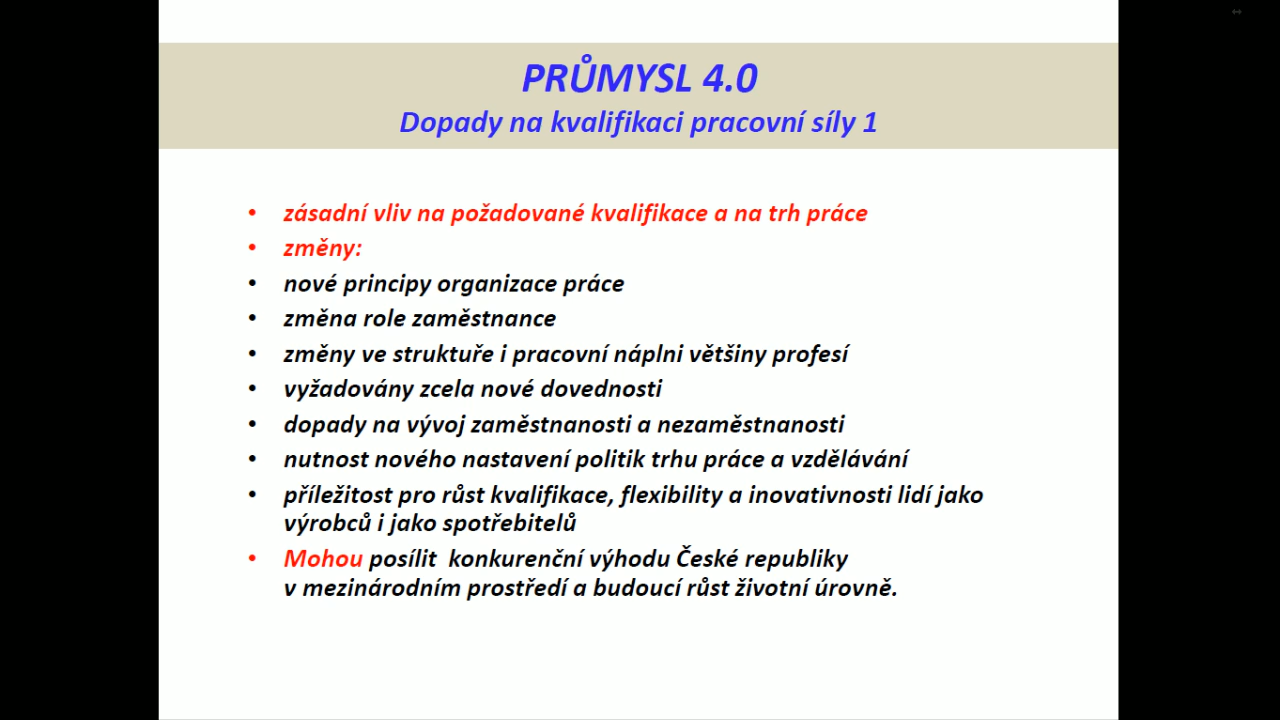 PRŮMYSL 4.0
Dopady na kvalifikaci pracovní síly 1
• zásadní vliv na požadované kvalifikace a na trh práce
• změny:
• nové principy organizace práce
• změna role zaměstnance
• změny ve struktuře i pracovní náplni většiny profesí
• vyžadovány zcela nové dovednosti
• dopady na vývoj zaměstnanosti a nezaměstnanosti
• nutnost nového nastavení politik trhu práce a vzdělávání
• příležitost pro růst kvalifikace, flexibility a inovativnosti lidí jako
výrobců i jako spotřebitelů
• Mohou posílit konkurenční výhodu České republiky
v mezinárodním prostředí a budoucí růst životní úrovně.